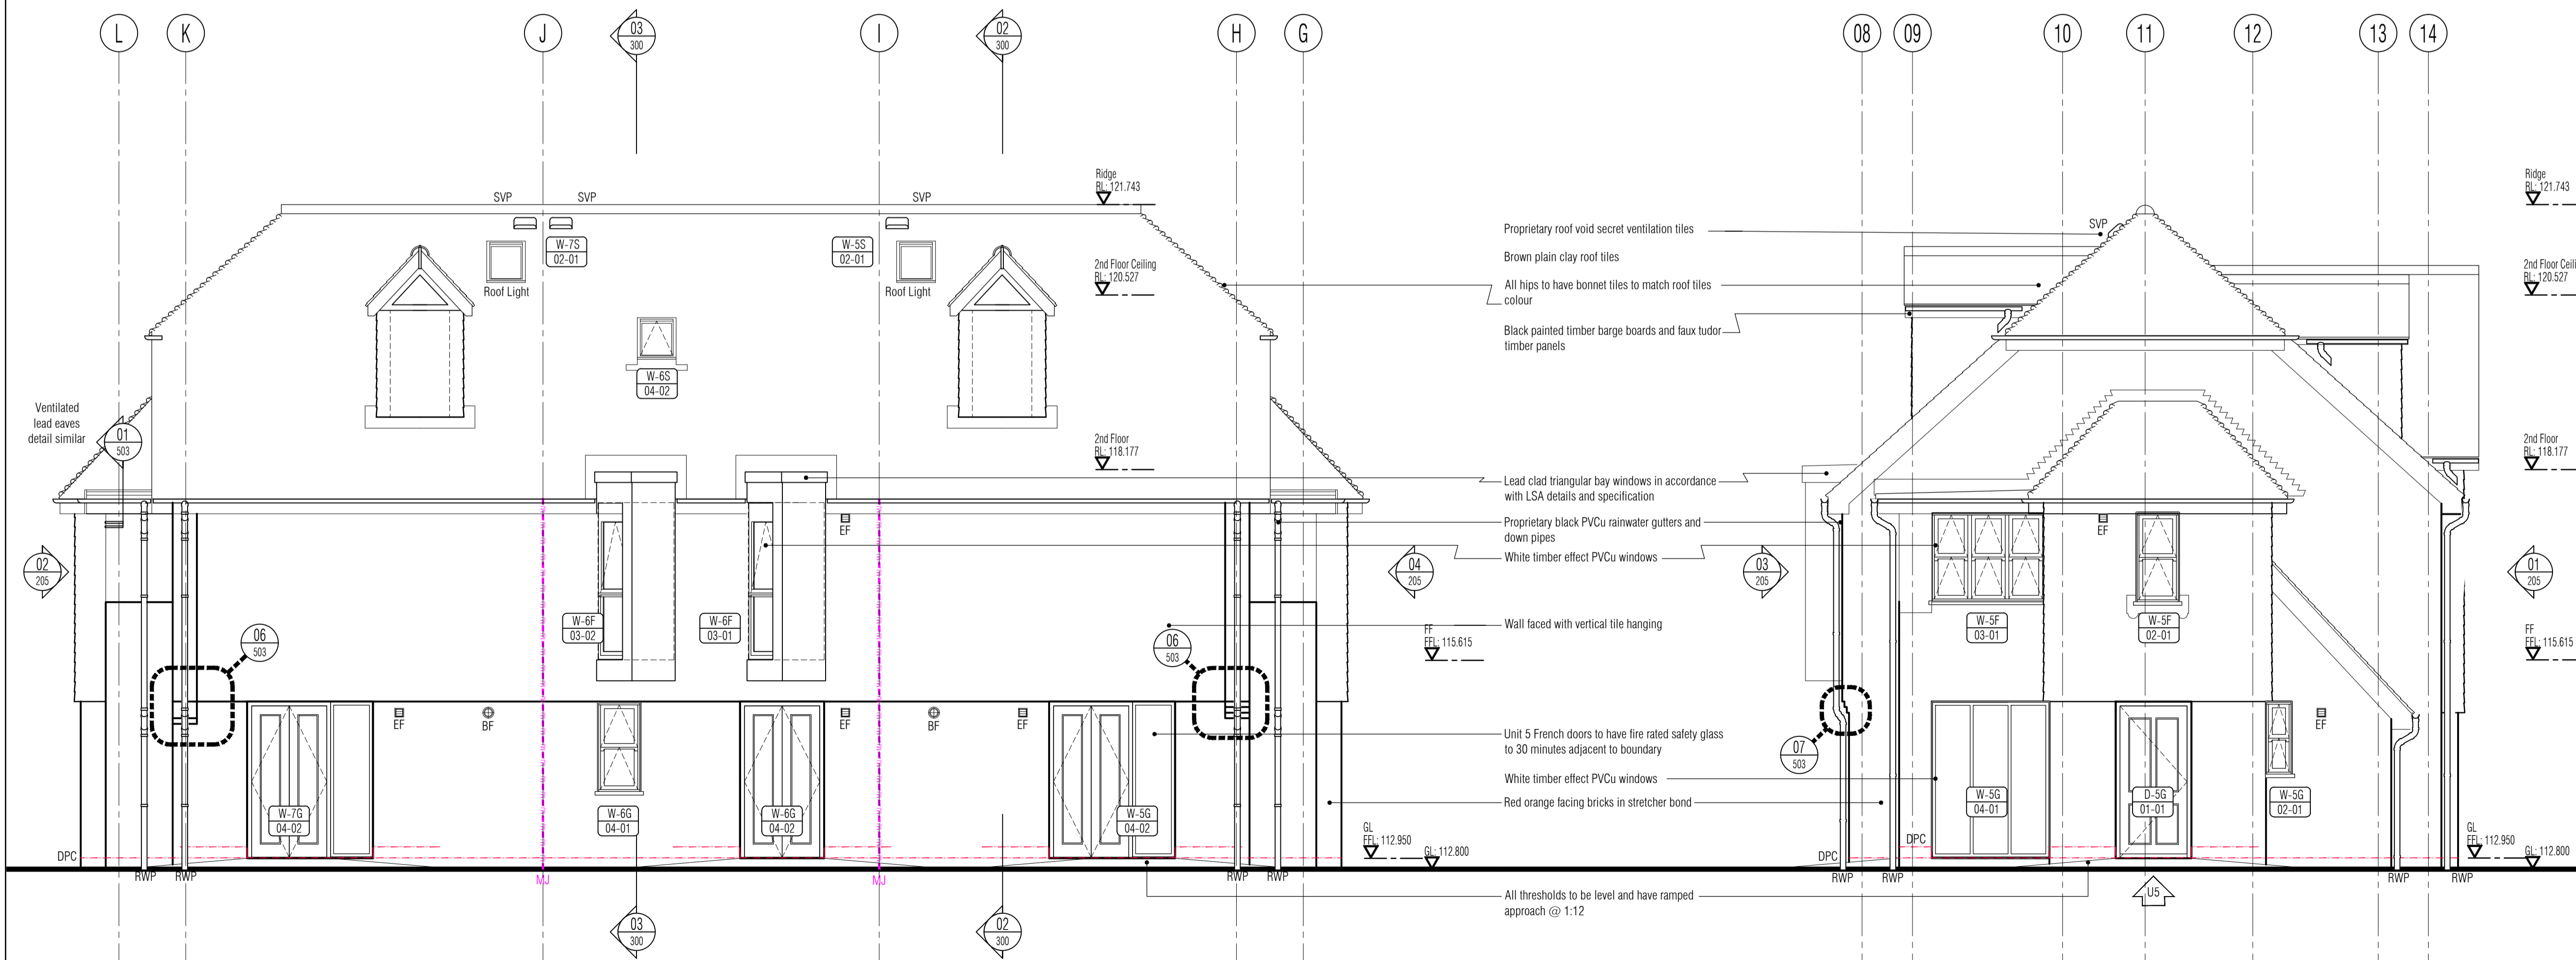 L
K
J
03
300
I
02
300
H
G
08
09
10
11
12
13
14
Ridge
RL: 121.743
SVP
SVP
SVP
W-7S
02-01
W-5S
02-01
Roof Light
Roof Light
2nd Floor Ceiling
RL: 120.527
W-6S
04-02
Ventilated
lead eaves
detail similar
01
503
2nd Floor
RL: 118.177
02
205
EF
04
205
W-6F
03-02
W-6F
03-01
06
503
06
503
FF
FFL: 115.615
EF
BF
EF
BF
EF
W-7G
04-02
W-6G
04-01
W-6G
04-02
W-5G
04-02
GL
FFL: 112.950
GL: 112.800
DPC
RWP
RWP
MJ
MJ
RWP
RWP
03
300
02
300
Proprietary roof void secret ventilation tiles
Brown plain clay roof tiles
All hips to have bonnet tiles to match roof tiles
colour
Black painted timber barge boards and faux tudor
timber panels
Lead clad triangular bay windows in accordance
with LSA details and specification
Proprietary black PVCu rainwater gutters and
down pipes
White timber effect PVCu windows
Wall faced with vertical tile hanging
Unit 5 French doors to have fire rated safety glass
to 30 minutes adjacent to boundary
White timber effect PVCu windows
Red orange facing bricks in stretcher bond
All thresholds to be level and have ramped
approach @ 1:12
SVP
Ridge
RL: 121.743
2nd Floor Ceili
RL: 120.527
2nd Floor
RL: 118.177
03
205
EF
01
205
W-5F
03-01
W-5F
02-01
FF
FFL: 115.615
07
503
EF
W-5G
04-01
D-5G
01-01
W-5G
02-01
GL
FFL: 112.950
GL: 112.800
DPC
DPC
RWP
RWP
U5
RWP
RWP